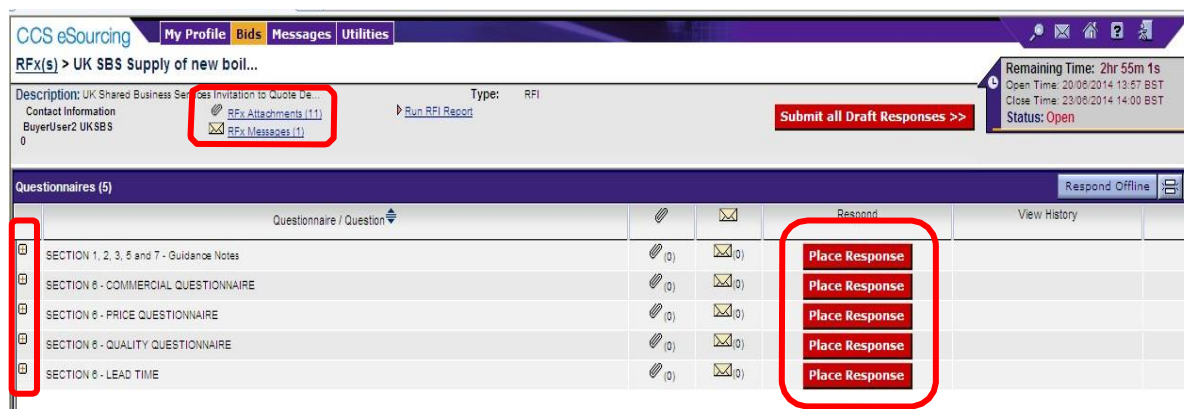 CCS eSourcing My Profile Bids Messages Utilities
RFx(s) > UK SBS Supply of new boil...
Remaining Time: 2hr 55m 1s
Open Time: 20/06/2014 13:57 BST
Close Time: 23/06/2014 14:00 BST
Status: Open
Description: UK Shared Business Services Invitation to Quote De... Type: RFI
Contact Information RFx Attachments (11) Run RFI Report
BuyerUser2 UKSBS RFx Messages (1)
0
Submit all Draft Responses >>
Questionnaires (5) Respond Offline
Questionnaire / Question Respond View History
SECTION 1, 2, 3, 5 and 7 - Guidance Notes (0) (0) Place Response
SECTION 6 - COMMERCIAL QUESTIONNAIRE (0) (0) Place Response
SECTION 6 - PRICE QUESTIONNAIRE (0) (0) Place Response
SECTION 6 - QUALITY QUESTIONNAIRE (0) (0) Place Response
SECTION 6 - LEAD TIME (0) (0) Place Response